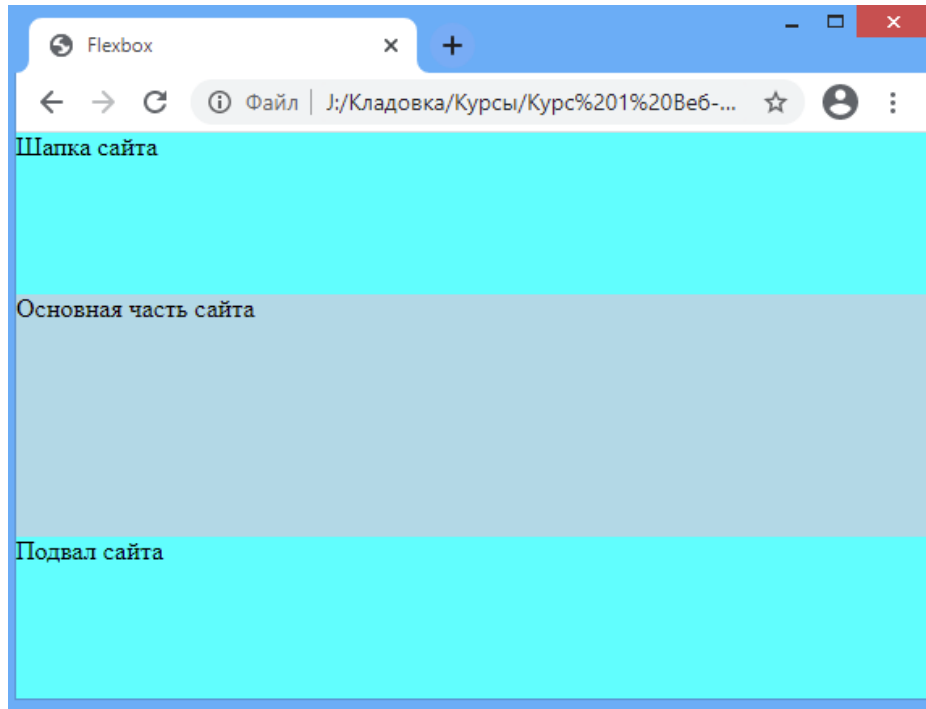 Flexbox
Файл J:/Кладовка/Курсы/Курс%201%20Веб-...
Шапка сайта
Основная часть сайта
Подвал сайта